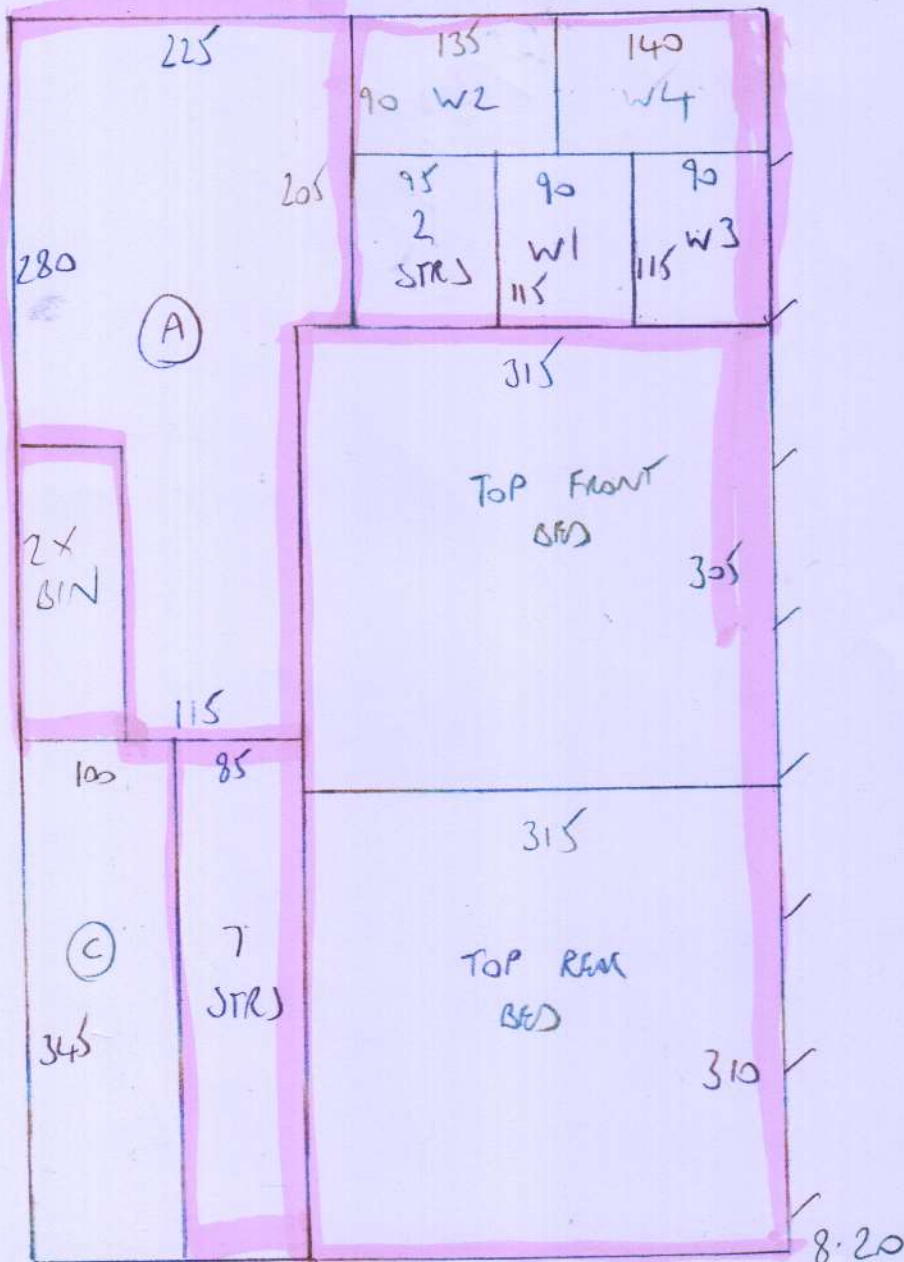 225
135
140
90 W2
W4
205
95
2
STRS
90
W1
115
90
W3
115
280
A
315
TOP FRONT
BED
305
2X
BIN
115
100
85
315
C
7
STRS
TOP REAR
BED
345
310
8.20